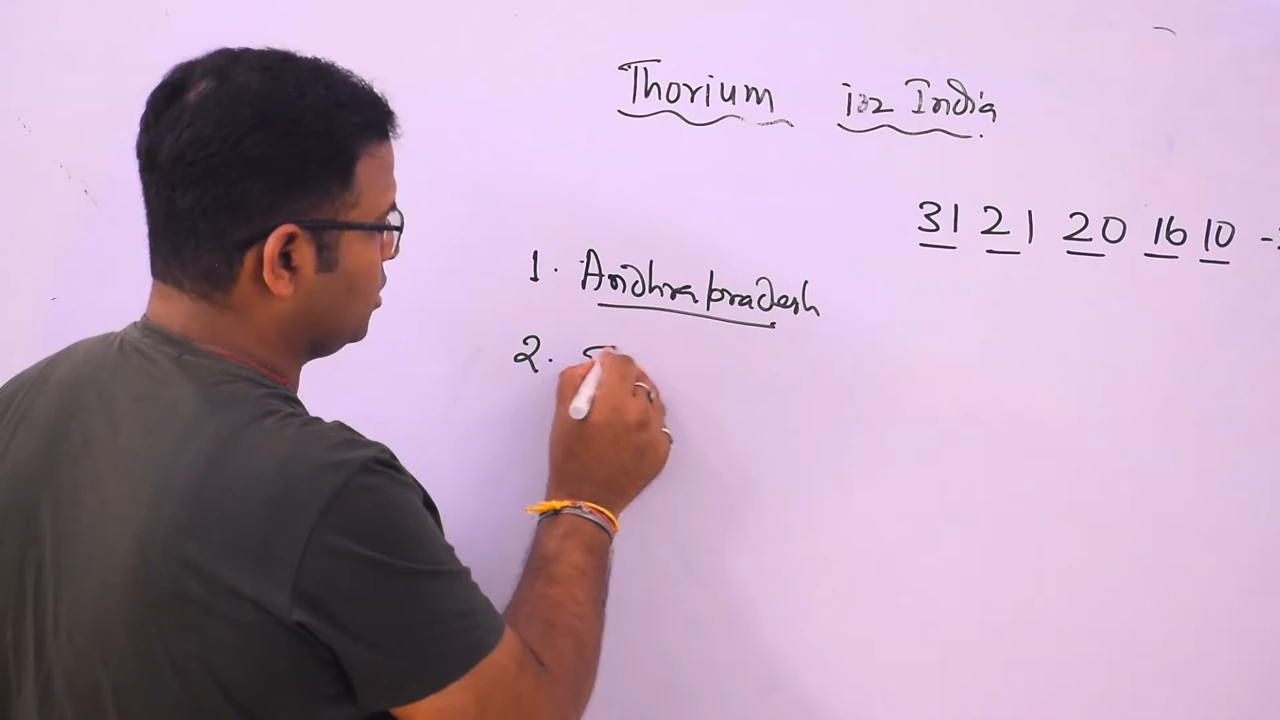 Thorium in India
31 21 20 16 10 -
1. Andhra pradesh
2.